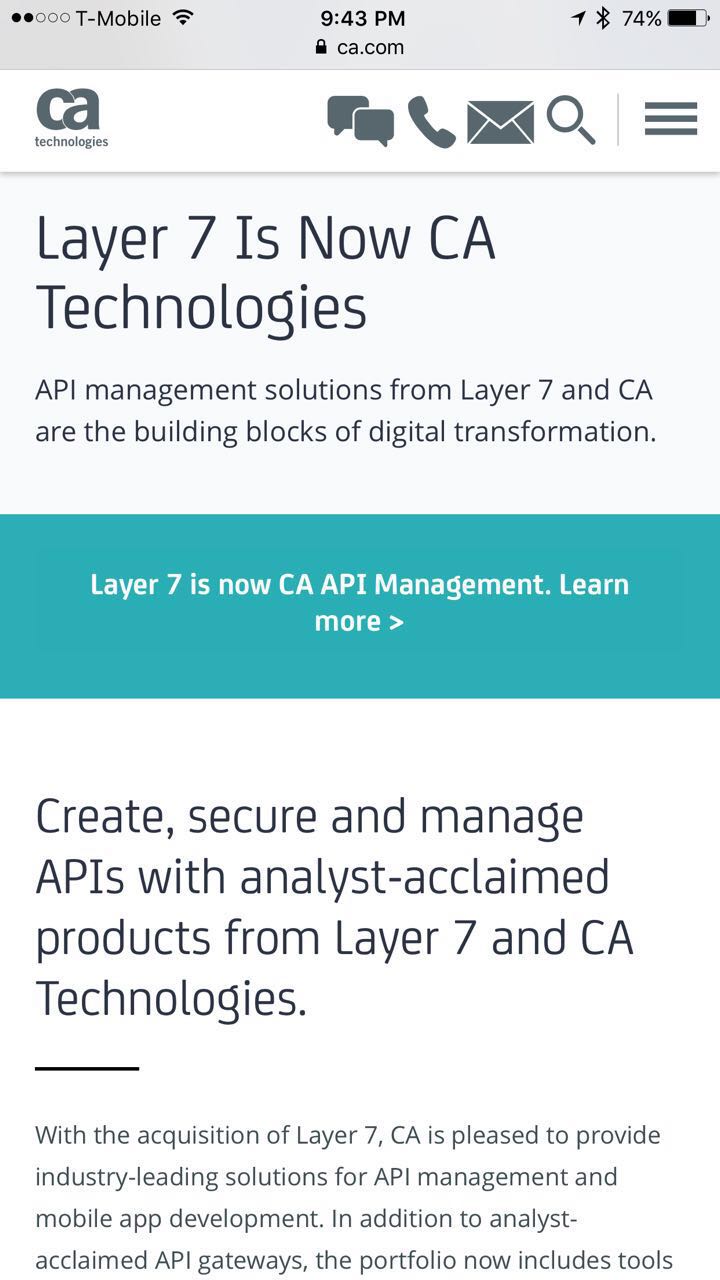 T-Mobile 9:43 PM 74%
ca.com
ca
technologies
Layer 7 Is Now CA
Technologies
API management solutions from Layer 7 and CA
are the building blocks of digital transformation.
Layer 7 is now CA API Management. Learn
more >
Create, secure and manage
APIs with analyst-acclaimed
products from Layer 7 and CA
Technologies.
With the acquisition of Layer 7, CA is pleased to provide
industry-leading solutions for API management and
mobile app development. In addition to analyst-
acclaimed API gateways, the portfolio now includes tools